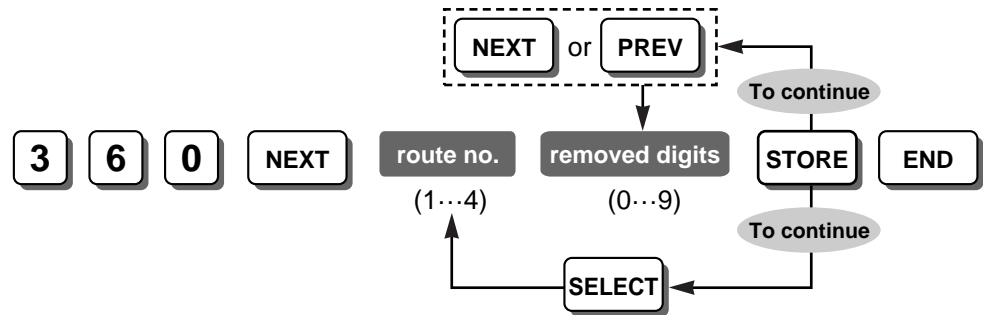 NEXT or PREV
To continue
3 6 0 NEXT route no. removed digits STORE END
(1···4) (0···9)
To continue
SELECT